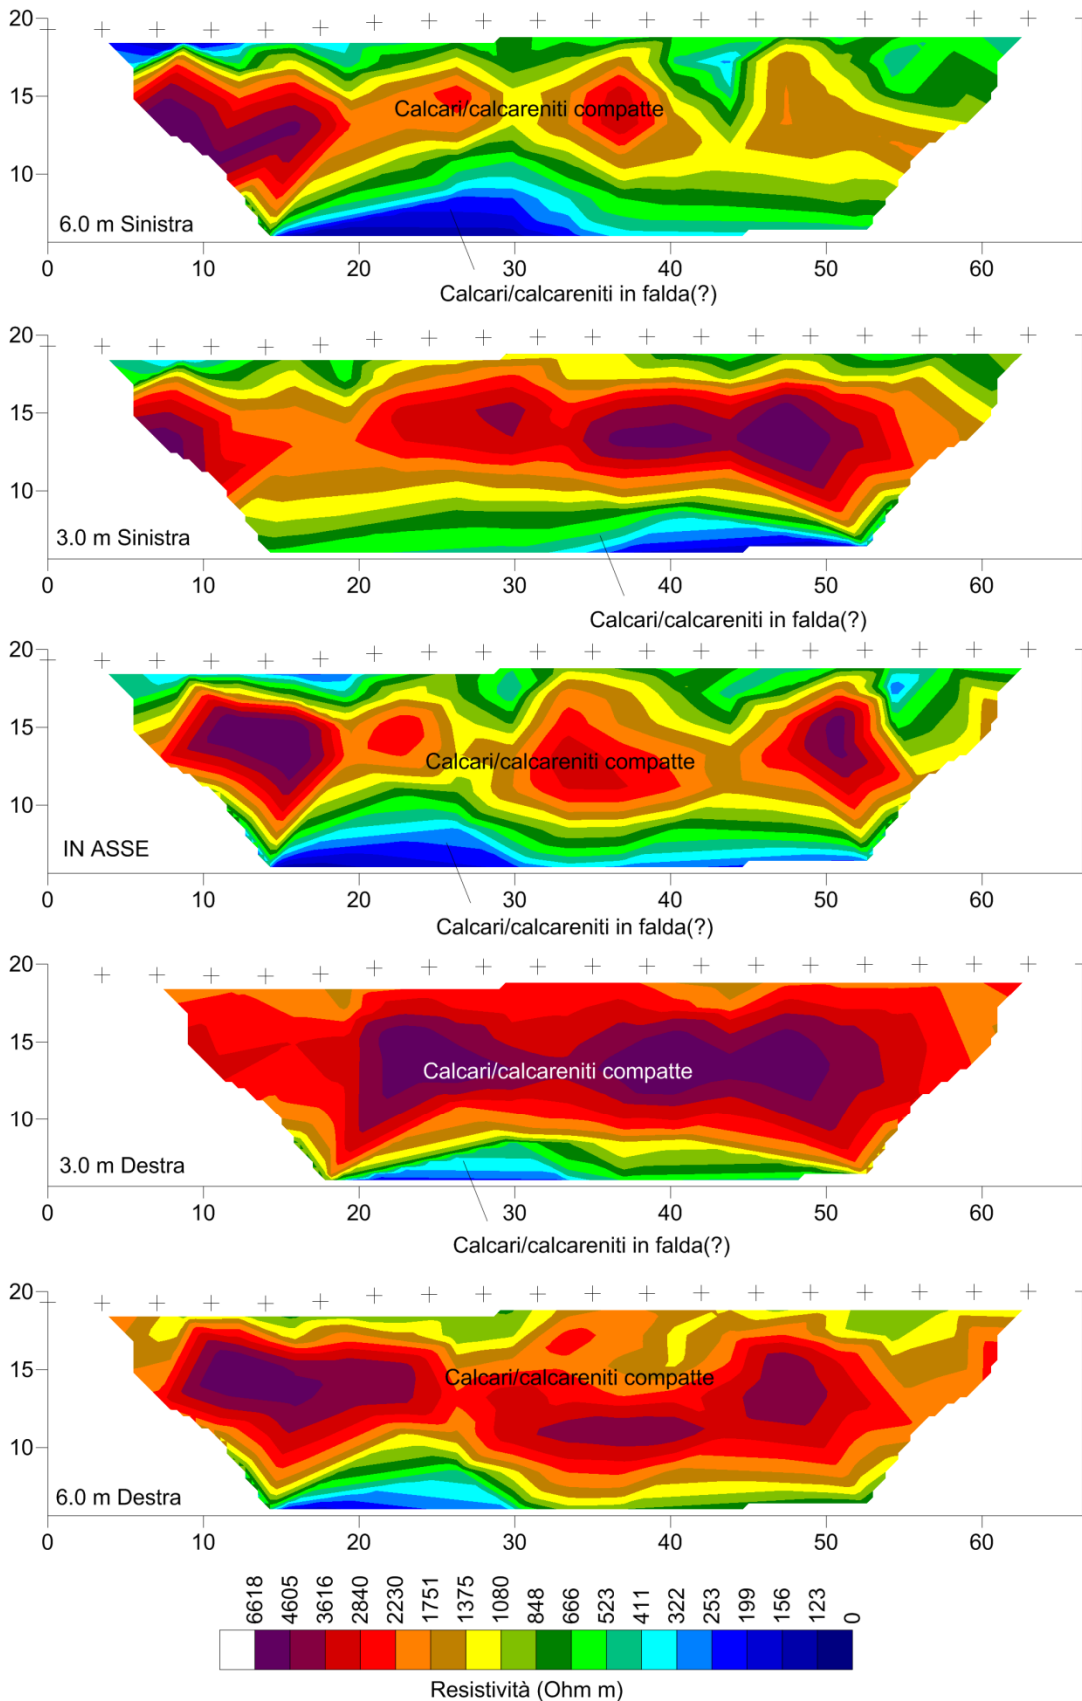 20
15
Calcari/calcareniti compatte
10
6.0 m Sinistra
0 10 20 30 40 50 60
Calcari/calcareniti in falda(?)
20
15
10
3.0 m Sinistra
0 10 20 30 40 50 60
Calcari/calcareniti in falda(?)
20
15
Calcari/calcareniti compatte
10
IN ASSE
0 10 20 30 40 50 60
Calcari/calcareniti in falda(?)
20
15
Calcari/calcareniti compatte
10
3.0 m Destra
0 10 20 30 40 50 60
Calcari/calcareniti in falda(?)
20
15
Calcari/calcareniti compatte
10
6.0 m Destra
0 10 20 30 40 50 60
6618 4605 3616 2840 2230 1751 1375 1080 848 666 523 411 322 253 199 156 123 0
Resistività (Ohm m)